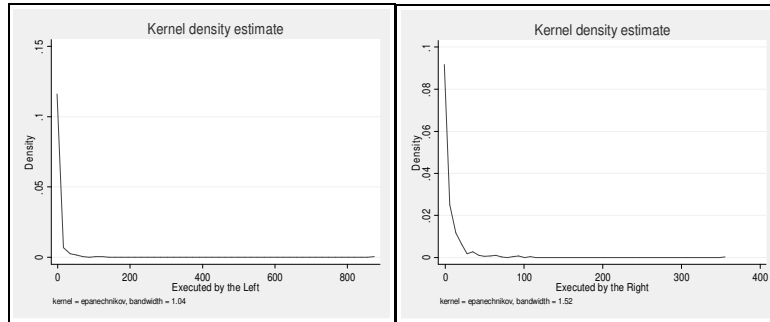 Kernel density estimate
.15
.1
.05
0
Density
0 200 400 600 800
Executed by the Left
kernel = epanechnikov, bandwidth = 1.04
Kernel density estimate
.1
.08
.06
.04
.02
0
Density
0 100 200 300 400
Executed by the Right
kernel = epanechnikov, bandwidth = 1.52